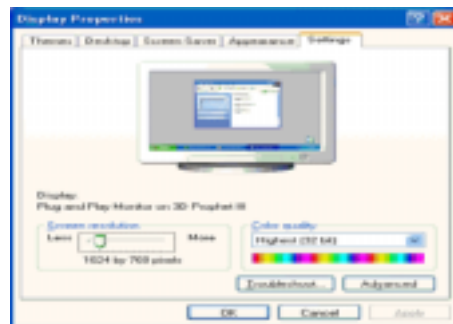 Display Properties
Themes Desktop Screen Saver Appearance Settings
Display:
Plug and Play Monitor on 3D Prophet III
Screen resolution
Less More
1024 by 768 pixels
Color quality
Highest (32 bit)
Troubleshoot... Advanced
OK Cancel Apply